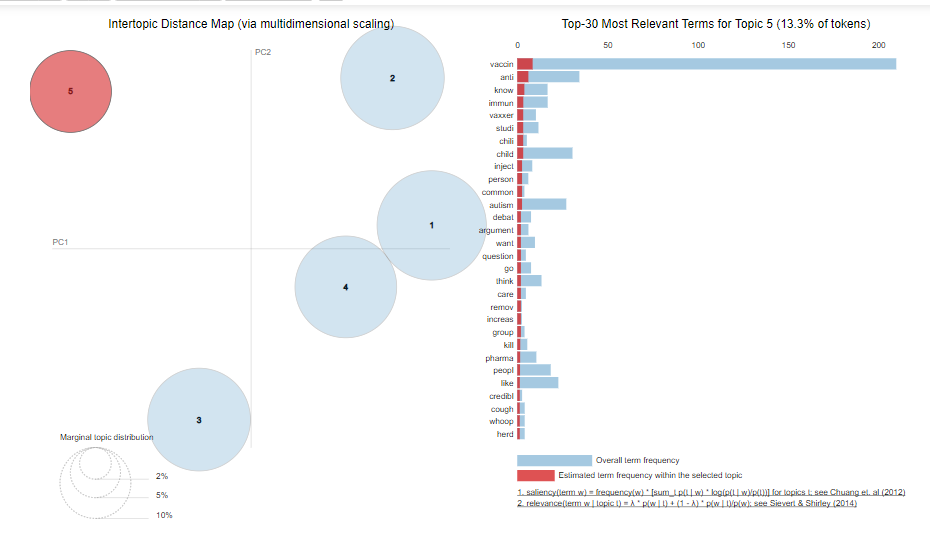 Intertopic Distance Map (via multidimensional scaling)
PC2
PC1
5
2
1
4
3
Marginal topic distribution
2%
5%
10%
Top-30 Most Relevant Terms for Topic 5 (13.3% of tokens)
0 50 100 150 200
vaccin
anti
know
immun
vaxxer
studi
chili
child
inject
person
common
autism
debat
argument
want
question
go
think
care
remov
increas
group
kill
pharma
peopl
like
credibl
cough
whoop
herd
Overall term frequency
Estimated term frequency within the selected topic
1. saliency(term w) = frequency(w) * [sum_t p(t | w) * log(p(t | w)/p(t))] for topics t; see Chuang et. al (2012)
2. relevance(term w | topic t) = λ * p(w | t) + (1 - λ) * p(w | t)/p(w); see Sievert & Shirley (2014)